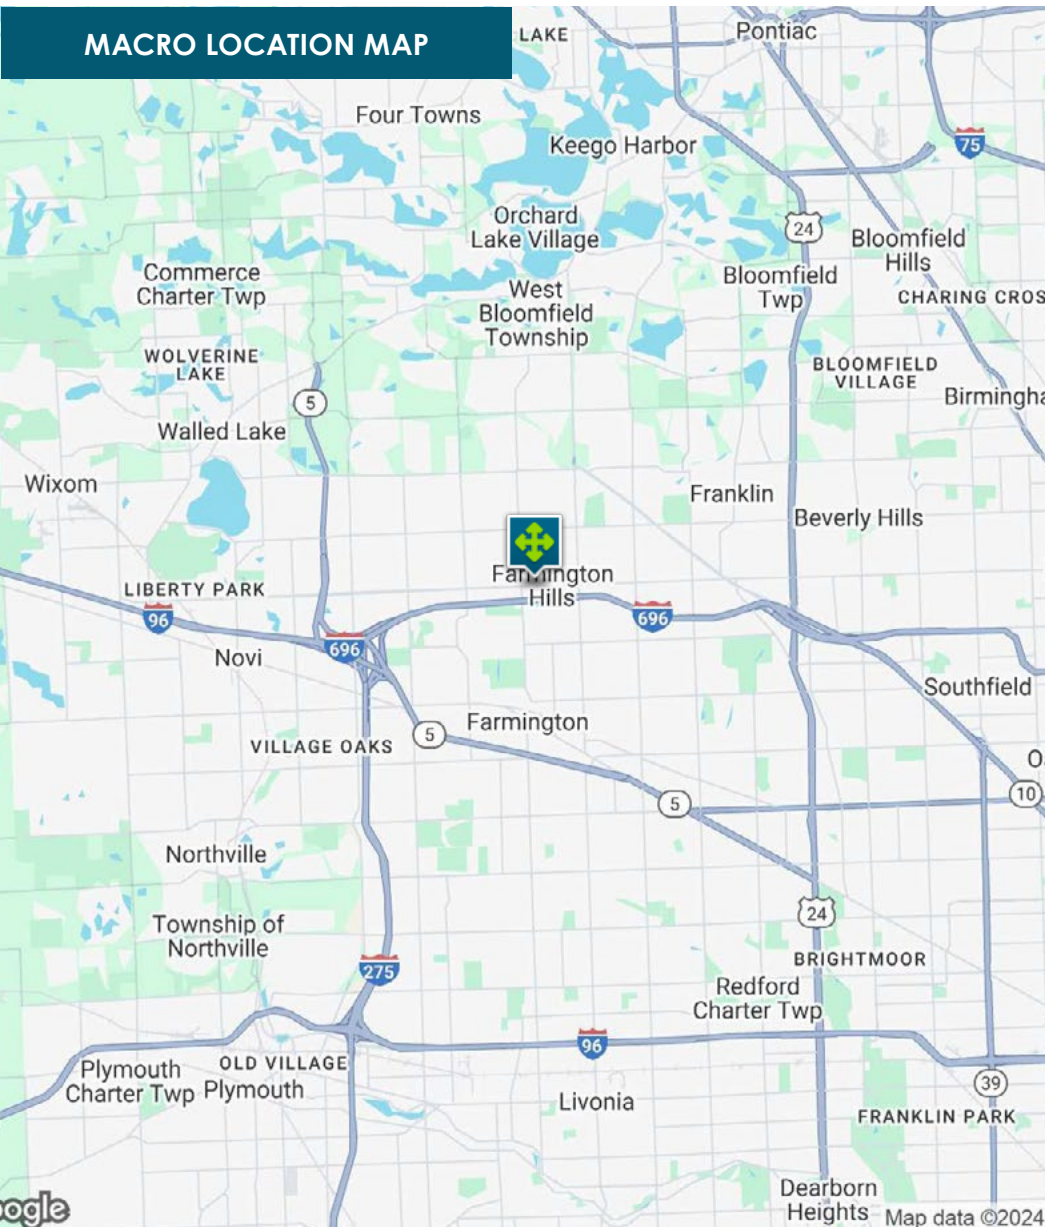 MACRO LOCATION MAP
LAKE
Pontiac
Four Towns
Keego Harbor
75
Orchard
Lake Village
24
Bloomfield
Hills
Commerce
Charter Twp
Bloomfield
Twp
West
Bloomfield
Township
CHARING CROS
WOLVERINE
LAKE
BLOOMFIELD
VILLAGE
5
Birmingha
Walled Lake
Wixom
Franklin
Beverly Hills
Farmington
Hills
LIBERTY PARK
96
696
696
Novi
Southfield
Farmington
5
VILLAGE OAKS
O
10
5
Northville
24
Township of
Northville
BRIGHTMOOR
275
Redford
Charter Twp
96
OLD VILLAGE
Plymouth
Charter Twp
Plymouth
39
Livonia
FRANKLIN PARK
Dearborn
Heights
ogle
Map data ©2024